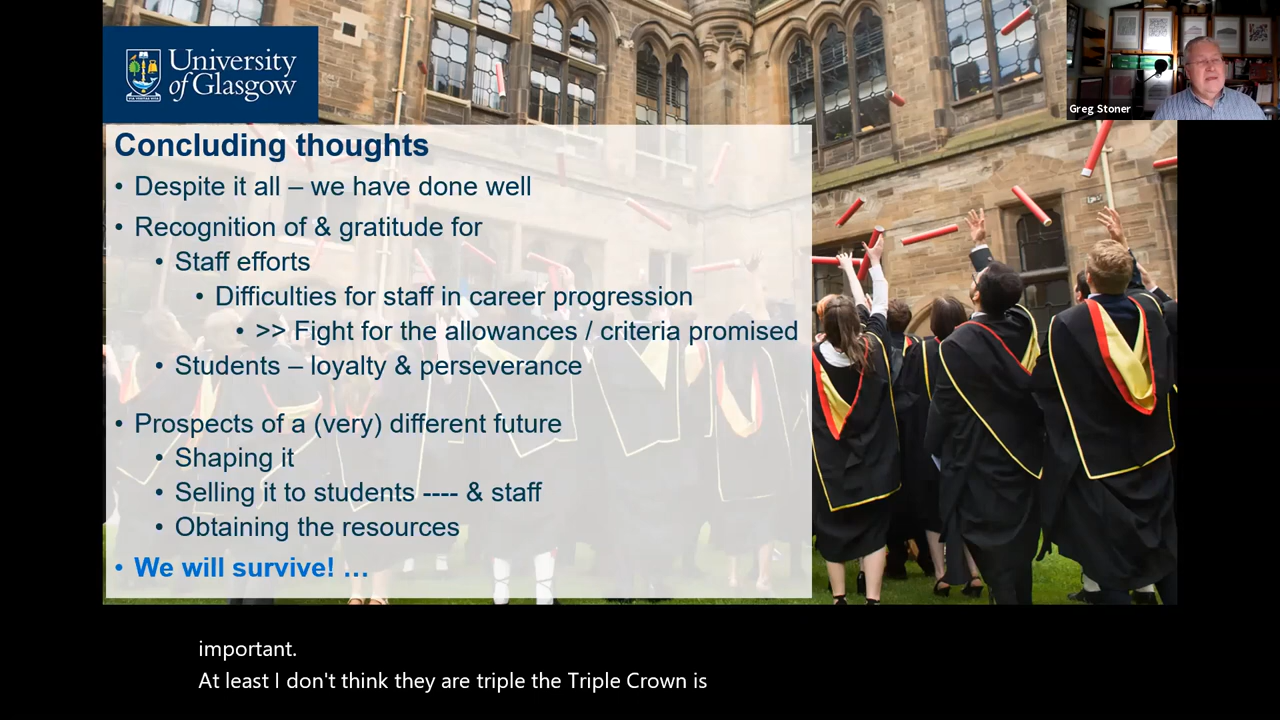 University
of Glasgow
VIA VERITAS VITA
Greg Stoner
Concluding thoughts
• Despite it all – we have done well
• Recognition of & gratitude for
• Staff efforts
• Difficulties for staff in career progression
• >> Fight for the allowances / criteria promised
• Students – loyalty & perseverance
• Prospects of a (very) different future
• Shaping it
• Selling it to students ---- & staff
• Obtaining the resources
• We will survive! …
important.
At least I don't think they are triple the Triple Crown is